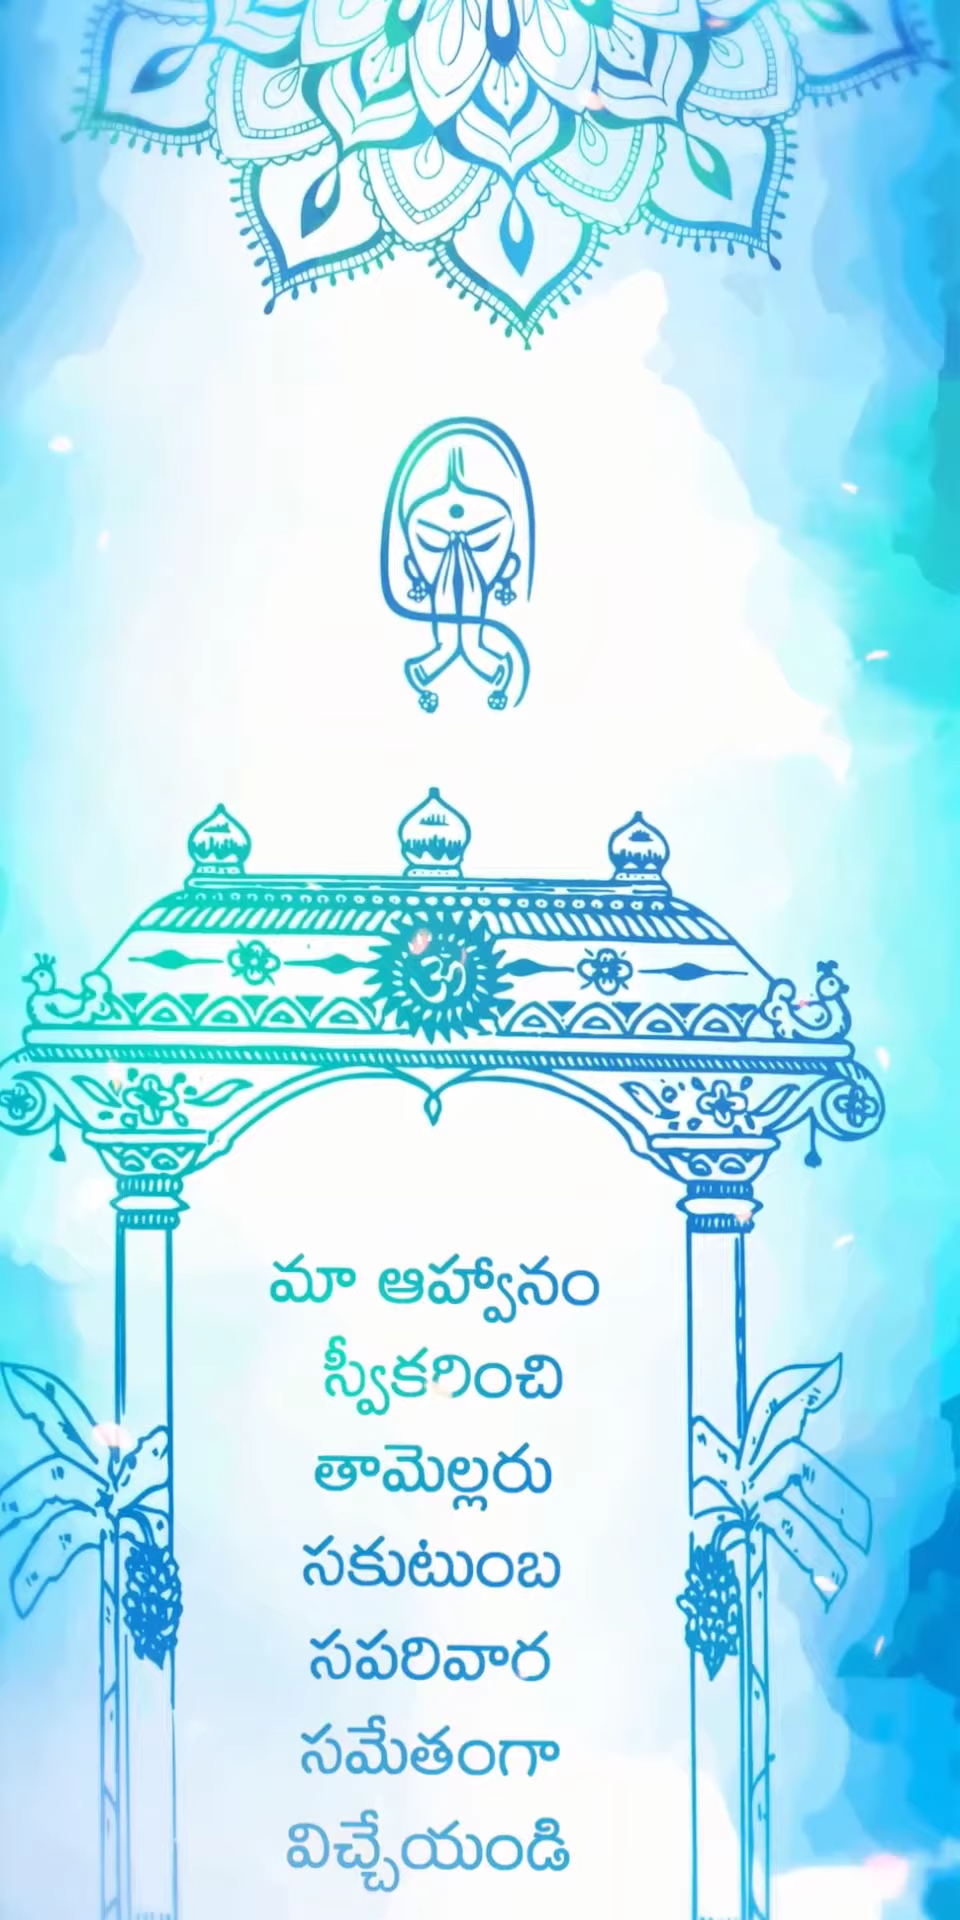 ॐ
మా ఆహ్వానం
స్వీకరించి
తామెల్లరు
సకుటుంబ
సపరివార
సమేతంగా
విచ్చేయండి